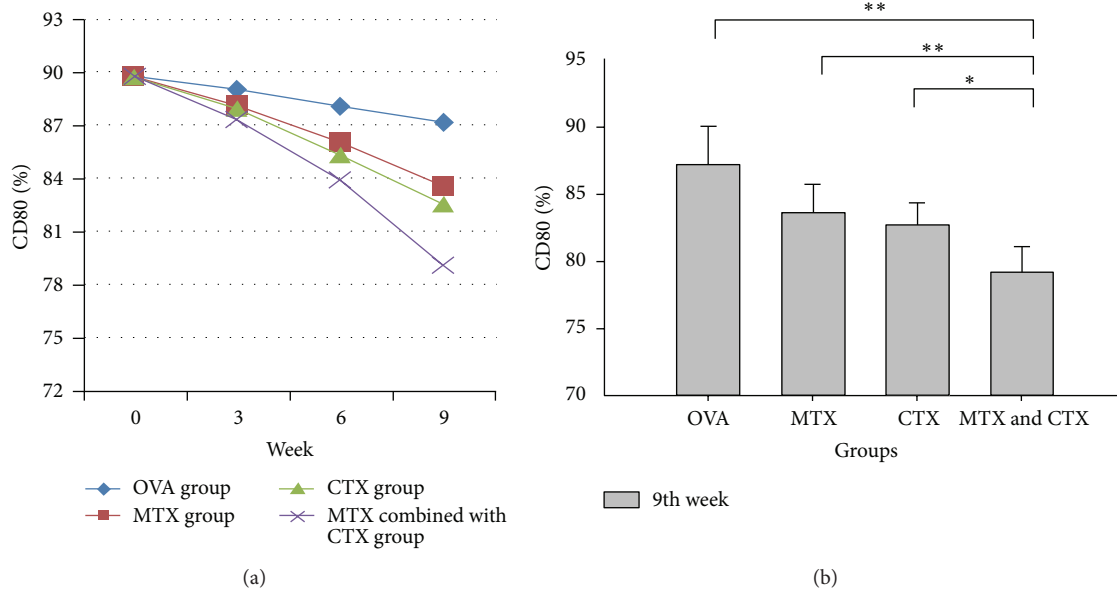 93
90
87
84
81
78
75
72
CD80 (%)
0 3 6 9
Week
OVA group
CTX group
MTX group
MTX combined with
CTX group
(a)
**
**
*
95
90
85
80
75
70
CD80 (%)
OVA MTX CTX MTX and CTX
Groups
9th week
(b)